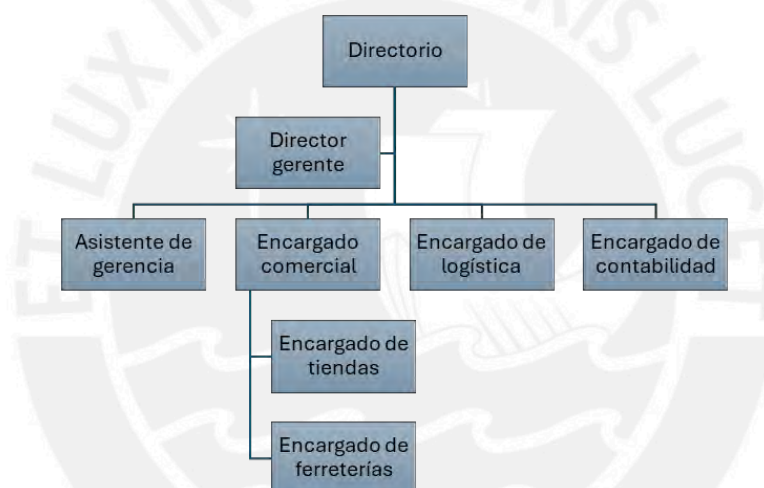 Directorio
Director
gerente
Asistente de
gerencia
Encargado
comercial
Encargado de
logística
Encargado de
contabilidad
Encargado de
tiendas
Encargado de
ferreterías